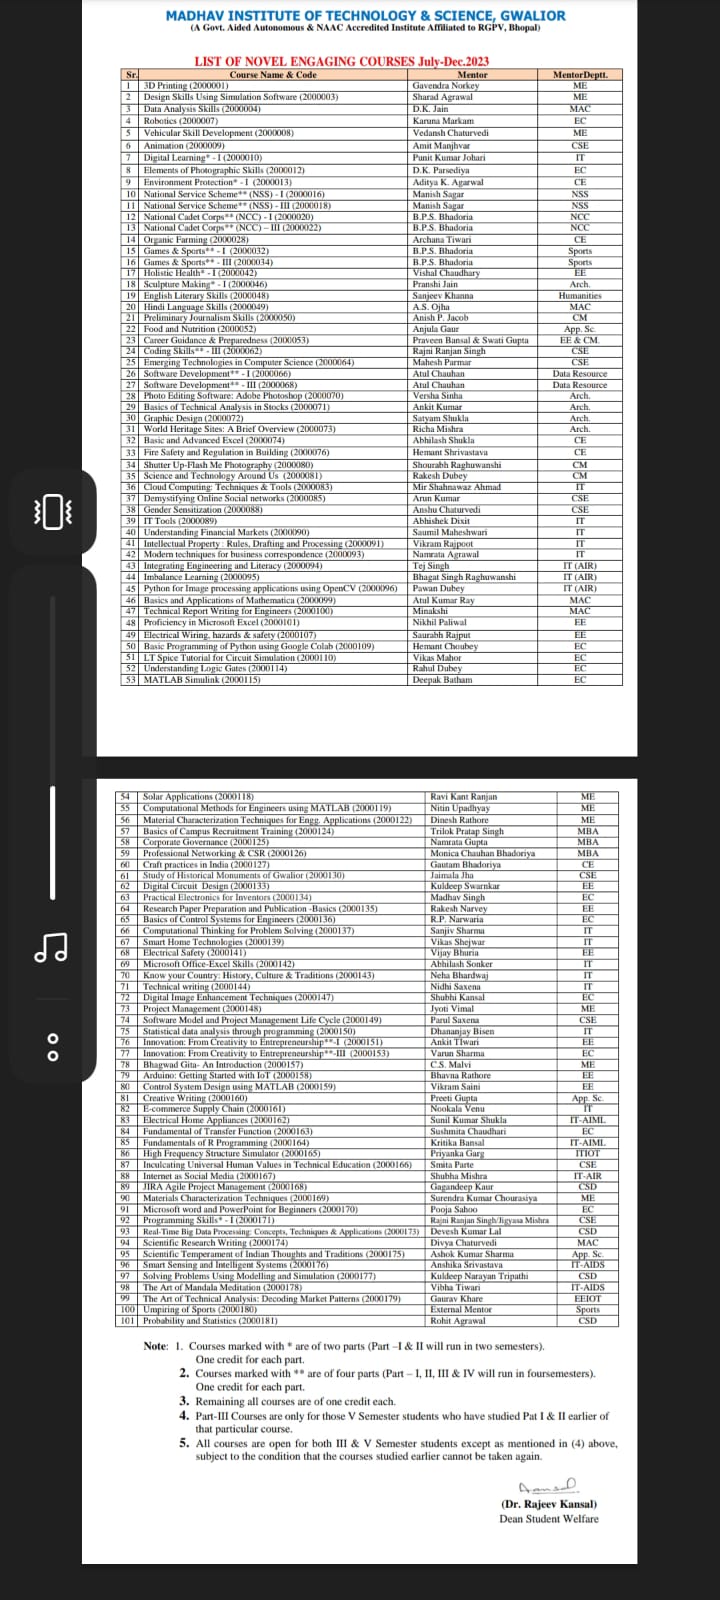 MADHAV INSTITUTE OF TECHNOLOGY & SCIENCE, GWALIOR
(A Govt. Aided Autonomous & NAAC Accredited Institute Affiliated to RGPV, Bhopal)
LIST OF NOVEL ENGAGING COURSES July-Dec.2023
Sr. Course Name & Code Mentor MentorDeptt.
1 3D Printing (2000001) Gavendra Norkey ME
2 Design Skills Using Simulation Software (2000003) Sharad Agrawal ME
3 Data Analysis Skills (2000004) D.K. Jain MAC
4 Robotics (2000007) Karuna Markam EC
5 Vehicular Skill Development (2000008) Vedansh Chaturvedi ME
6 Animation (2000009) Amit Manjhvar CSE
7 Digital Learning* - I (2000010) Punit Kumar Johari IT
8 Elements of Photographic Skills (2000012) D.K. Parsediya EC
9 Environment Protection* - I (2000013) Aditya K. Agarwal CE
10 National Service Scheme** (NSS) - I (2000016) Manish Sagar NSS
11 National Service Scheme** (NSS) - III (2000018) Manish Sagar NSS
12 National Cadet Corps** (NCC) - I (2000020) B.P.S. Bhadoria NCC
13 National Cadet Corps** (NCC) – III (2000022) B.P.S. Bhadoria NCC
14 Organic Farming (2000028) Archana Tiwari CE
15 Games & Sports** - I (2000032) B.P.S. Bhadoria Sports
16 Games & Sports** - III (2000034) B.P.S. Bhadoria Sports
17 Holistic Health* - I (2000042) Vishal Chaudhary EE
18 Sculpture Making* - I (2000046) Pranshi Jain Arch.
19 English Literary Skills (2000048) Sanjeev Khanna Humanities
20 Hindi Language Skills (2000049) A.S. Ojha MAC
21 Preliminary Journalism Skills (2000050) Anish P. Jacob CM
22 Food and Nutrition (2000052) Anjula Gaur App. Sc.
23 Career Guidance & Preparedness (2000053) Praveen Bansal & Swati Gupta EE & CM.
24 Coding Skills** - III (2000062) Rajni Ranjan Singh CSE
25 Emerging Technologies in Computer Science (2000064) Mahesh Parmar CSE
26 Software Development** - I (2000066) Atul Chauhan Data Resource
27 Software Development** - III (2000068) Atul Chauhan Data Resource
28 Photo Editing Software: Adobe Photoshop (2000070) Versha Sinha Arch.
29 Basics of Technical Analysis in Stocks (2000071) Ankit Kumar Arch.
30 Graphic Design (2000072) Satyam Shukla Arch.
31 World Heritage Sites: A Brief Overview (2000073) Richa Mishra Arch.
32 Basic and Advanced Excel (2000074) Abhilash Shukla CE
33 Fire Safety and Regulation in Building (2000076) Hemant Shrivastava CE
34 Shutter Up-Flash Me Photography (2000080) Shourabh Raghuwanshi CM
35 Science and Technology Around Us (2000081) Rakesh Dubey CM
36 Cloud Computing: Techniques & Tools (2000083) Mir Shahnawaz Ahmad IT
37 Demystifying Online Social networks (2000085) Arun Kumar CSE
38 Gender Sensitization (2000088) Anshu Chaturvedi CSE
39 IT Tools (2000089) Abhishek Dixit IT
40 Understanding Financial Markets (2000090) Saumil Maheshwari IT
41 Intellectual Property : Rules, Drafting and Processing (2000091) Vikram Rajpoot IT
42 Modern techniques for business correspondence (2000093) Namrata Agrawal IT
43 Integrating Engineering and Literacy (2000094) Tej Singh IT (AIR)
44 Imbalance Learning (2000095) Bhagat Singh Raghuwanshi IT (AIR)
45 Python for Image processing applications using OpenCV (2000096) Pawan Dubey IT (AIR)
46 Basics and Applications of Mathematica (2000099) Atul Kumar Ray MAC
47 Technical Report Writing for Engineers (2000100) Minakshi MAC
48 Proficiency in Microsoft Excel (2000101) Nikhil Paliwal EE
49 Electrical Wiring, hazards & safety (2000107) Saurabh Rajput EE
50 Basic Programming of Python using Google Colab (2000109) Hemant Choubey EC
51 LT Spice Tutorial for Circuit Simulation (2000110) Vikas Mahor EC
52 Understanding Logic Gates (2000114) Rahul Dubey EC
53 MATLAB Simulink (2000115) Deepak Batham EC
54 Solar Applications (2000118) Ravi Kant Ranjan ME
55 Computational Methods for Engineers using MATLAB (2000119) Nitin Upadhyay ME
56 Material Characterization Techniques for Engg. Applications (2000122) Dinesh Rathore ME
57 Basics of Campus Recruitment Training (2000124) Trilok Pratap Singh MBA
58 Corporate Governance (2000125) Namrata Gupta MBA
59 Professional Networking & CSR (2000126) Monica Chauhan Bhadoriya MBA
60 Craft practices in India (2000127) Gautam Bhadoriya CE
61 Study of Historical Monuments of Gwalior (2000130) Jaimala Jha CSE
62 Digital Circuit Design (2000133) Kuldeep Swarnkar EE
63 Practical Electronics for Inventors (2000134) Madhav Singh EC
64 Research Paper Preparation and Publication -Basics (2000135) Rakesh Narvey EE
65 Basics of Control Systems for Engineers (2000136) R.P. Narwaria EC
66 Computational Thinking for Problem Solving (2000137) Sanjiv Sharma IT
67 Smart Home Technologies (2000139) Vikas Shejwar IT
68 Electrical Safety (2000141) Vijay Bhuria EE
69 Microsoft Office-Excel Skills (2000142) Abhilash Sonker IT
70 Know your Country: History, Culture & Traditions (2000143) Neha Bhardwaj IT
71 Technical writing (2000144) Nidhi Saxena IT
72 Digital Image Enhancement Techniques (2000147) Shubhi Kansal EC
73 Project Management (2000148) Jyoti Vimal ME
74 Software Model and Project Management Life Cycle (2000149) Parul Saxena CSE
75 Statistical data analysis through programming (2000150) Dhananjay Bisen IT
76 Innovation: From Creativity to Entrepreneurship**-I (2000151) Ankit TIwari EE
77 Innovation: From Creativity to Entrepreneurship**-III (2000153) Varun Sharma EC
78 Bhagwad Gita- An Introduction (2000157) C.S. Malvi ME
79 Arduino: Getting Started with IoT (2000158) Bhavna Rathore EE
80 Control System Design using MATLAB (2000159) Vikram Saini EE
81 Creative Writing (2000160) Preeti Gupta App. Sc.
82 E-commerce Supply Chain (2000161) Nookala Venu IT
83 Electrical Home Appliances (2000162) Sunil Kumar Shukla IT-AIML
84 Fundamental of Transfer Function (2000163) Sushmita Chaudhari EC
85 Fundamentals of R Programming (2000164) Kritika Bansal IT-AIML
86 High Frequency Structure Simulator (2000165) Priyanka Garg ITIOT
87 Inculcating Universal Human Values in Technical Education (2000166) Smita Parte CSE
88 Internet as Social Media (2000167) Shubha Mishra IT-AIR
89 JIRA Agile Project Management (2000168) Gagandeep Kaur CSD
90 Materials Characterization Techniques (2000169) Surendra Kumar Chourasiya ME
91 Microsoft word and PowerPoint for Beginners (2000170) Pooja Sahoo EC
92 Programming Skills* - I (2000171) Rajni Ranjan Singh/Jigyasa Mishra CSE
93 Real-Time Big Data Processing: Concepts, Techniques & Applications (2000173) Devesh Kumar Lal CSD
94 Scientific Research Writing (2000174) Divya Chaturvedi MAC
95 Scientific Temperament of Indian Thoughts and Traditions (2000175) Ashok Kumar Sharma App. Sc.
96 Smart Sensing and Intelligent Systems (2000176) Anshika Srivastava IT-AIDS
97 Solving Problems Using Modelling and Simulation (2000177) Kuldeep Narayan Tripathi CSD
98 The Art of Mandala Meditation (2000178) Vibha Tiwari IT-AIDS
99 The Art of Technical Analysis: Decoding Market Patterns (2000179) Gaurav Khare EEIOT
100 Umpiring of Sports (2000180) External Mentor Sports
101 Probability and Statistics (2000181) Rohit Agrawal CSD
Note: 1. Courses marked with * are of two parts (Part –I & II will run in two semesters).
One credit for each part.
2. Courses marked with ** are of four parts (Part – I, II, III & IV will run in foursemesters).
One credit for each part.
3. Remaining all courses are of one credit each.
4. Part-III Courses are only for those V Semester students who have studied Pat I & II earlier of
that particular course.
5. All courses are open for both III & V Semester students except as mentioned in (4) above,
subject to the condition that the courses studied earlier cannot be taken again.
(Dr. Rajeev Kansal)
Dean Student Welfare